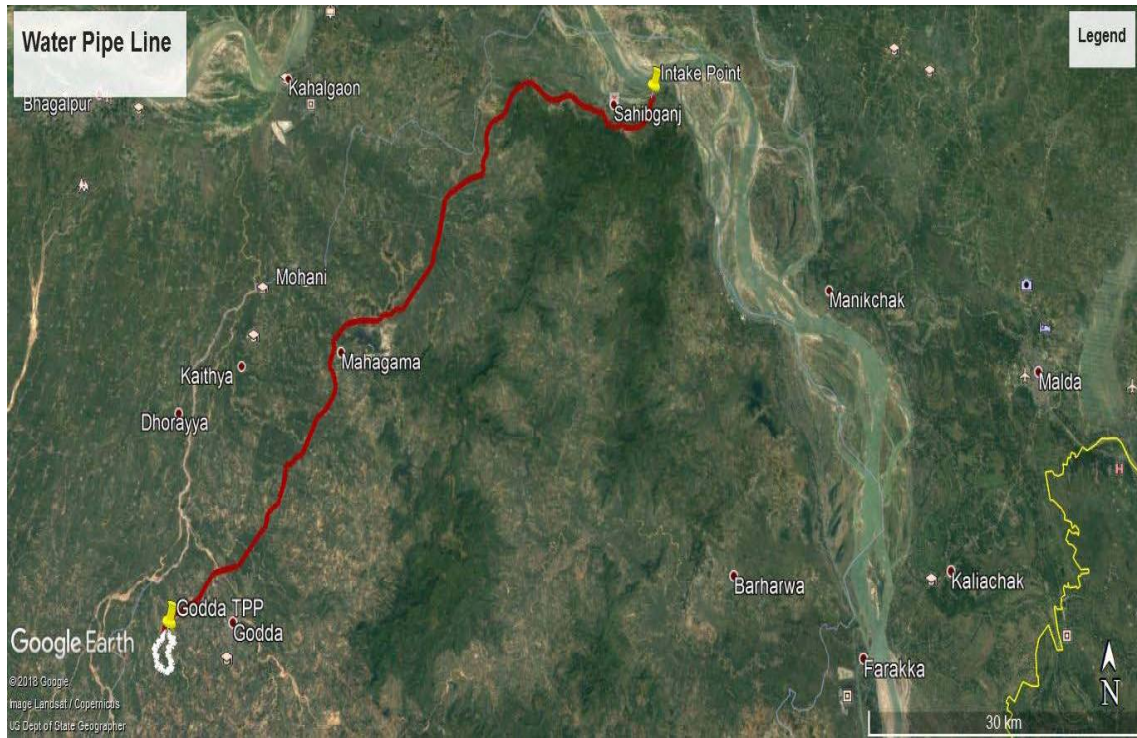 Water Pipe Line
Legend
Intake Point
Kahalgaon
Bhagalpur
Sahibganj
Mohani
Manikchak
Mahagama
Kaithya
Malda
Dhorayya
H
Godda TPP
Godda
Barharwa
Kaliachak
Google Earth
Farakka
©2018 Google
Image Landsat / Copernicus
US Dept of State Geographer
N
30 km